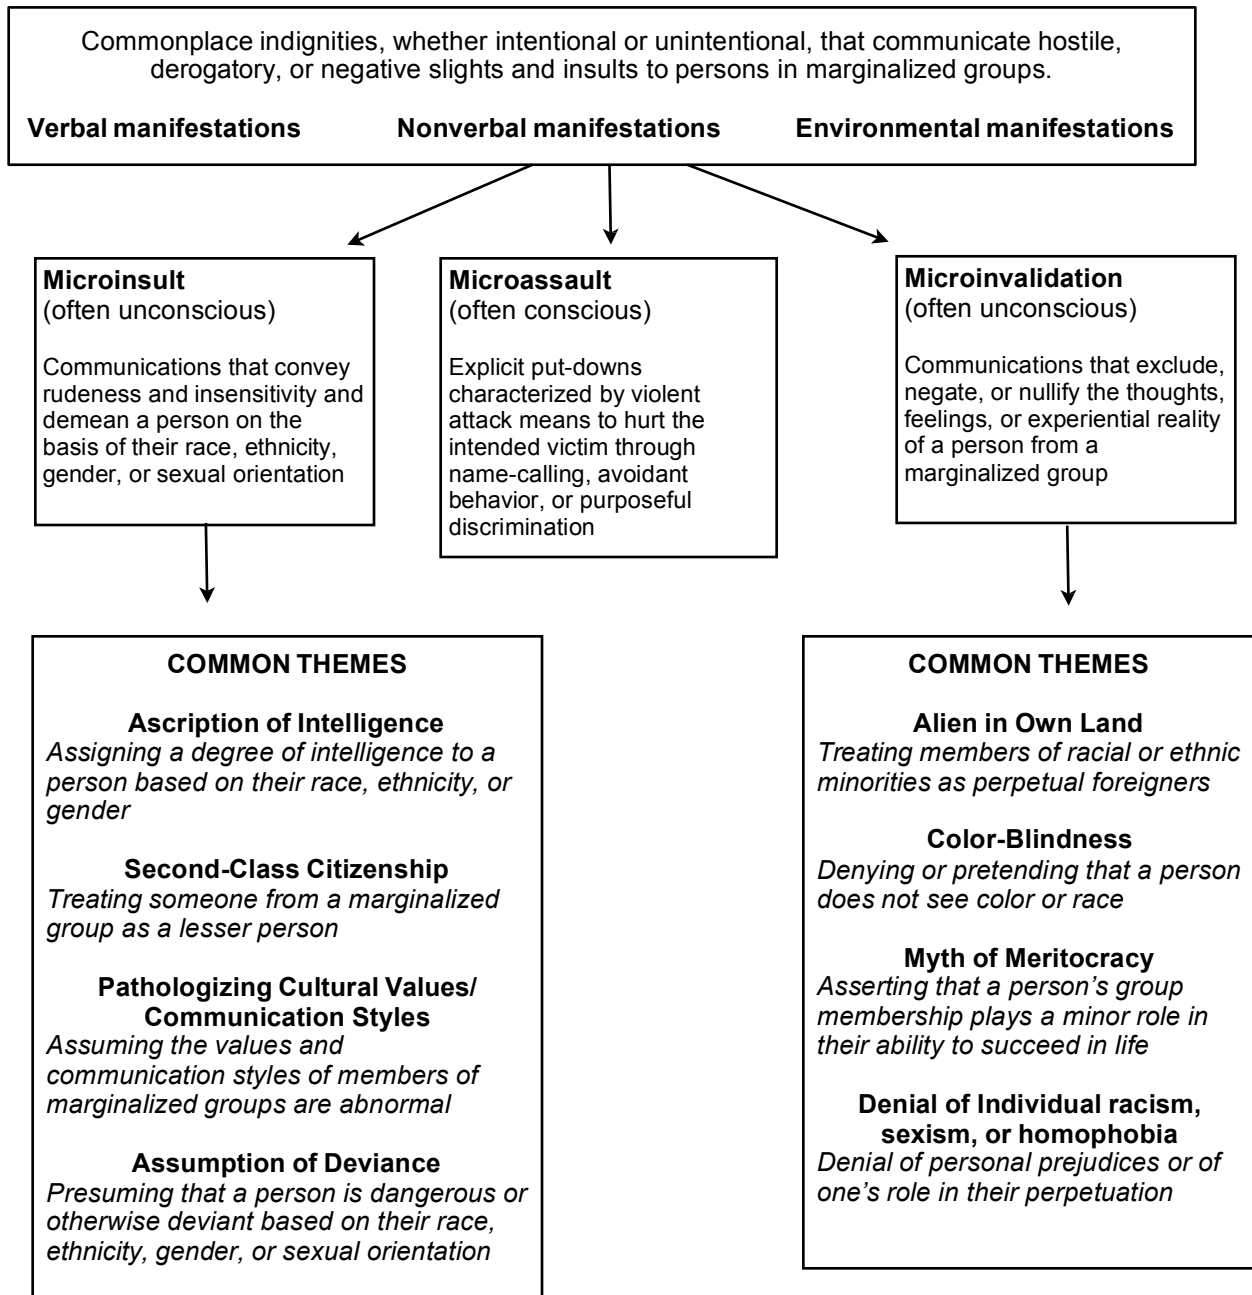 Commonplace indignities, whether intentional or unintentional, that communicate hostile,
derogatory, or negative slights and insults to persons in marginalized groups.
Verbal manifestations Nonverbal manifestations Environmental manifestations
Microinsult
(often unconscious)
Communications that convey
rudeness and insensitivity and
demean a person on the
basis of their race, ethnicity,
gender, or sexual orientation
Microassault
(often conscious)
Explicit put-downs
characterized by violent
attack means to hurt the
intended victim through
name-calling, avoidant
behavior, or purposeful
discrimination
Microinvalidation
(often unconscious)
Communications that exclude,
negate, or nullify the thoughts,
feelings, or experiential reality
of a person from a
marginalized group
COMMON THEMES
Ascription of Intelligence
Assigning a degree of intelligence to a
person based on their race, ethnicity, or
gender
Second-Class Citizenship
Treating someone from a marginalized
group as a lesser person
Pathologizing Cultural Values/
Communication Styles
Assuming the values and
communication styles of members of
marginalized groups are abnormal
Assumption of Deviance
Presuming that a person is dangerous or
otherwise deviant based on their race,
ethnicity, gender, or sexual orientation
COMMON THEMES
Alien in Own Land
Treating members of racial or ethnic
minorities as perpetual foreigners
Color-Blindness
Denying or pretending that a person
does not see color or race
Myth of Meritocracy
Asserting that a person's group
membership plays a minor role in
their ability to succeed in life
Denial of Individual racism,
sexism, or homophobia
Denial of personal prejudices or of
one's role in their perpetuation